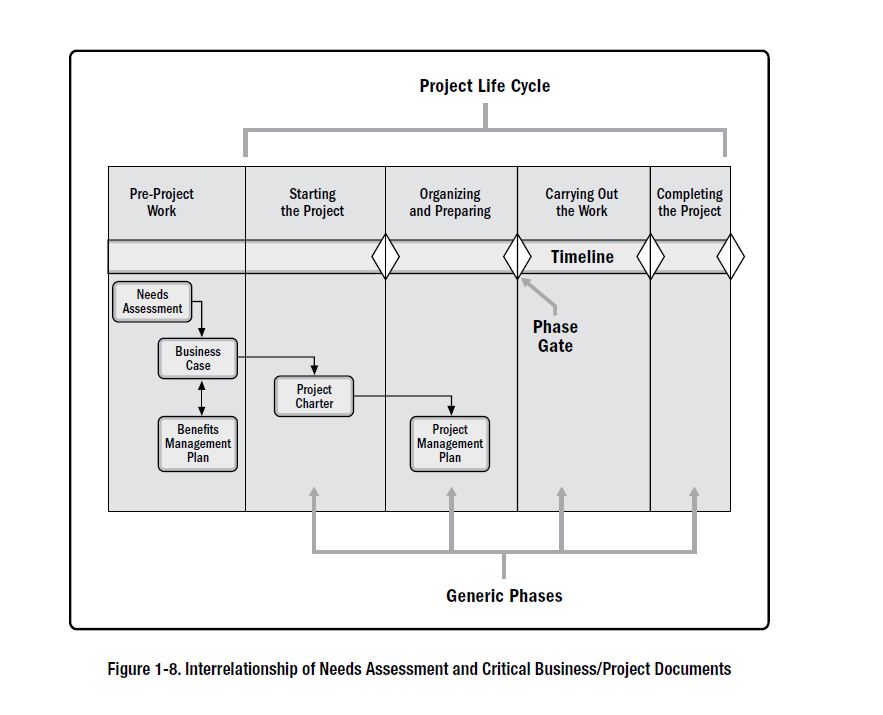 Project Life Cycle
Pre-Project
Work
Starting
the Project
Organizing
and Preparing
Carrying Out
the Work
Completing
the Project
Timeline
Needs
Assessment
Phase
Gate
Business
Case
Project
Charter
Benefits
Management
Plan
Project
Management
Plan
Generic Phases
Figure 1-8. Interrelationship of Needs Assessment and Critical Business/Project Documents